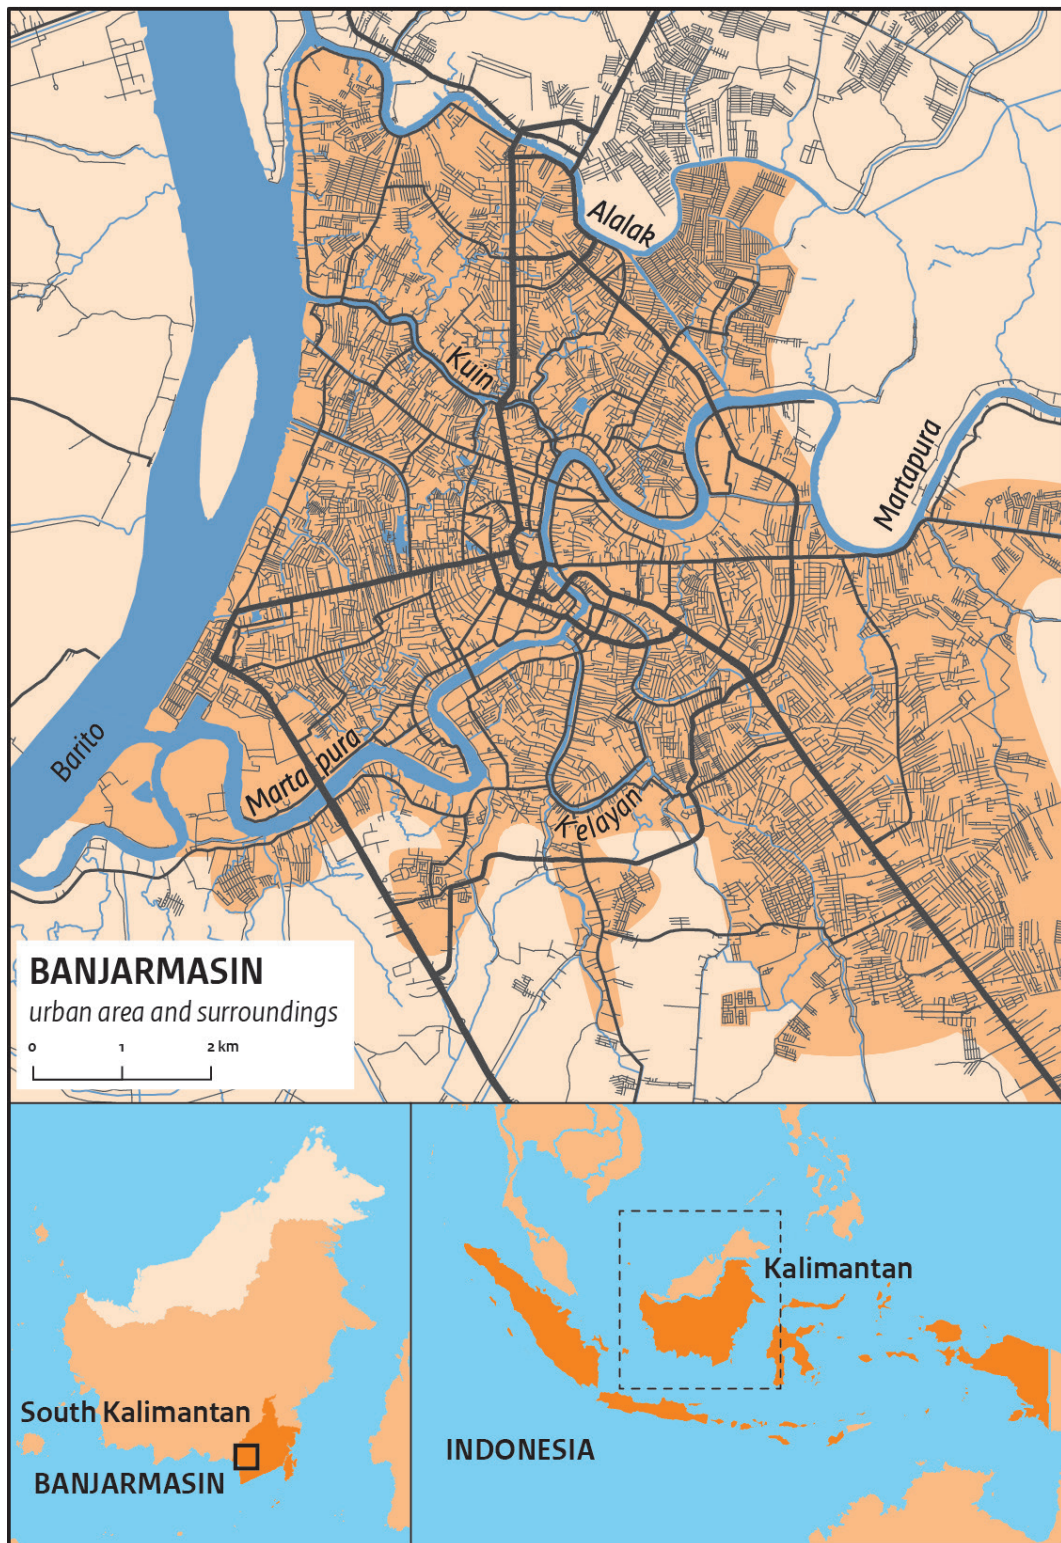 Alalak
Kuin
Martapura
Barito
Martapura
Kelayan
BANJARMASIN
urban area and surroundings
0 1 2 km
Kalimantan
South Kalimantan
BANJARMASIN
INDONESIA